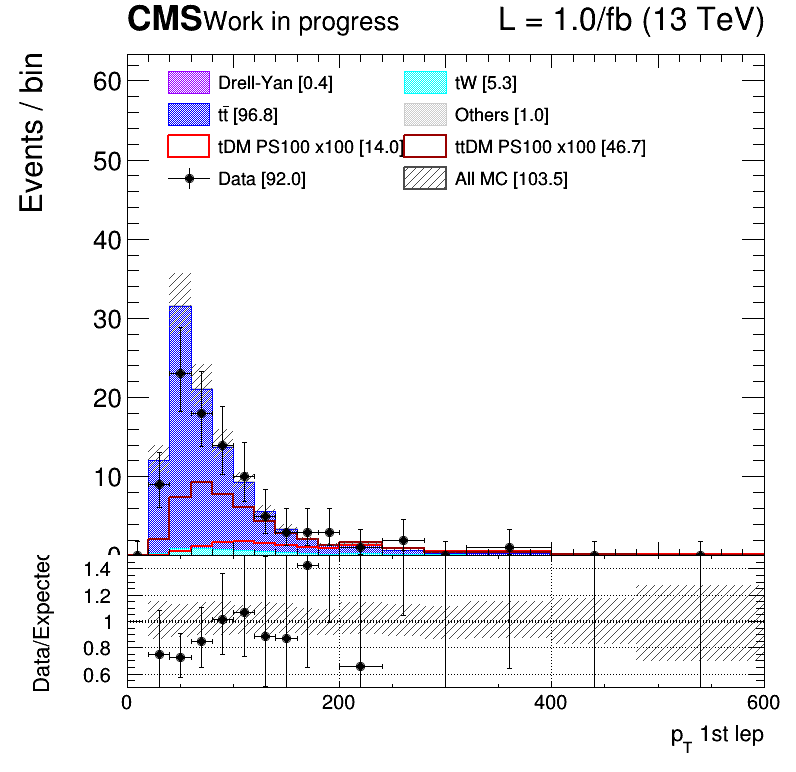 CMS Work in progress L = 1.0/fb (13 TeV)
Events / bin
60
50
40
30
20
10
0
Drell-Yan [0.4] tW [5.3]
tt̄ [96.8] Others [1.0]
tDM PS100 x100 [14.0] ttDM PS100 x100 [46.7]
Data [92.0] All MC [103.5]
Data/Expected
1.4
1.2
1
0.8
0.6
0 200 400 600
p_T 1st lep